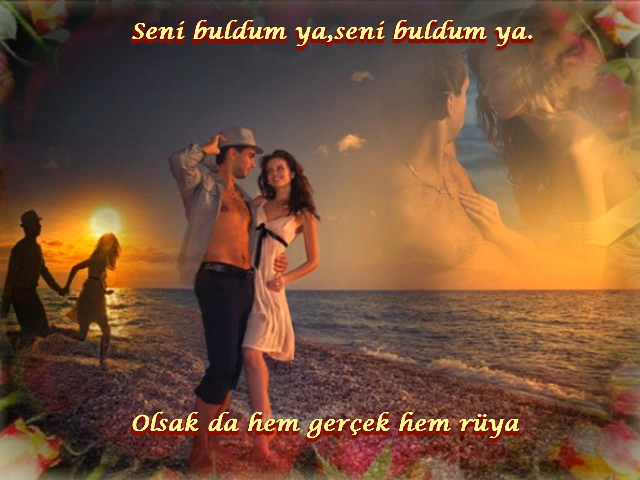 Seni buldum ya,seni buldum ya.
Olsak da hem gerçek hem rüya